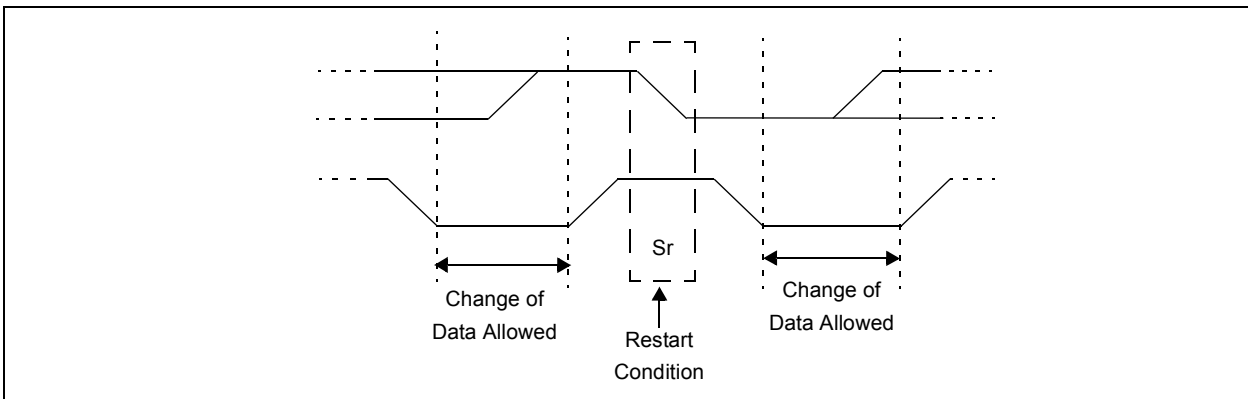 Sr
Change of
Data Allowed
Restart
Condition
Change of
Data Allowed